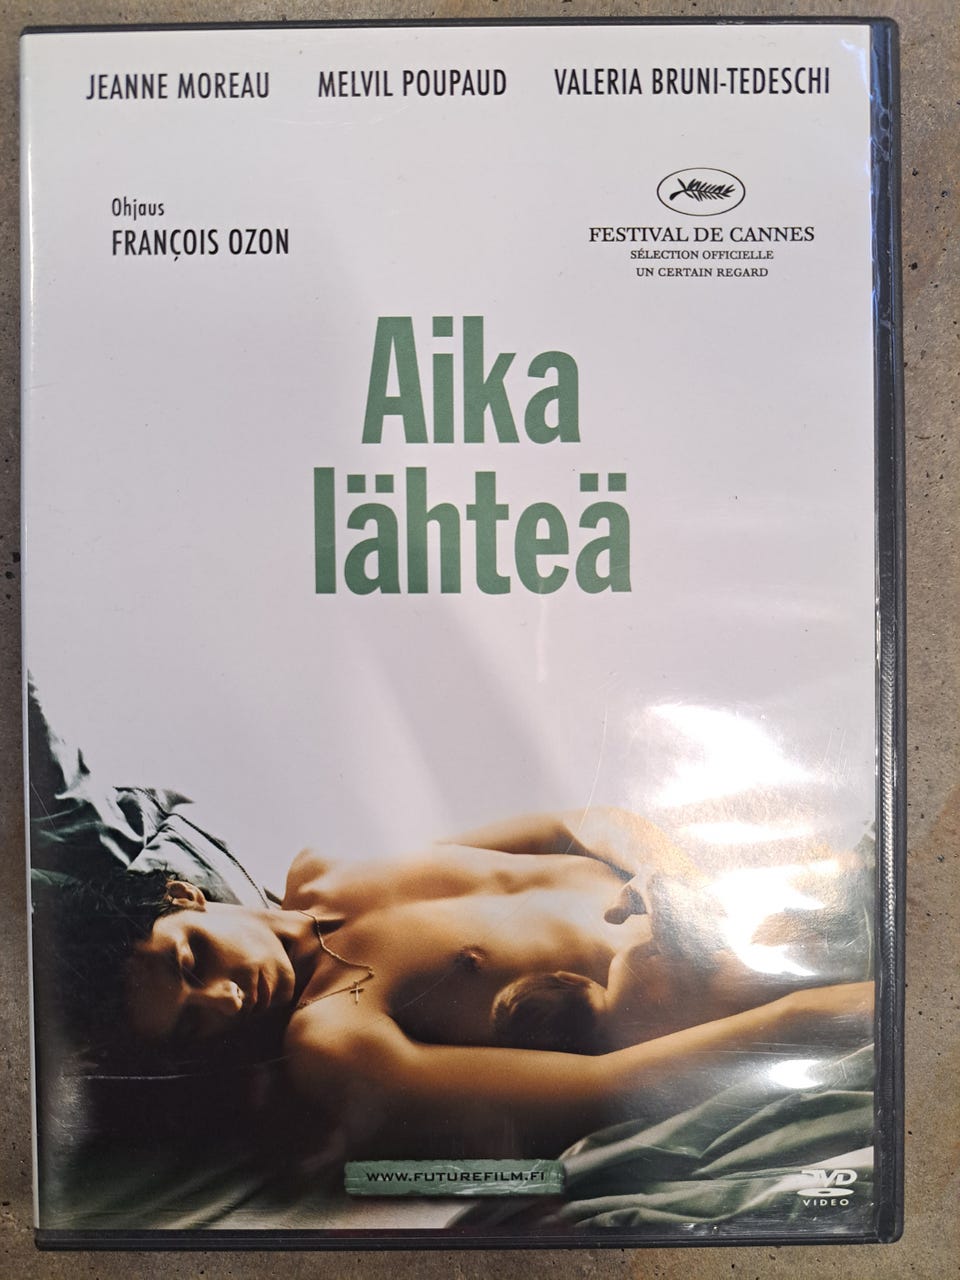 JEANNE MOREAU MELVIL POUPAUD VALERIA BRUNI-TEDESCHI
Ohjaus
FRANÇOIS OZON
FESTIVAL DE CANNES
SÉLECTION OFFICIELLE
UN CERTAIN REGARD
Aika
lähteä
WWW.FUTUREFILM.FI
DVD
VIDEO